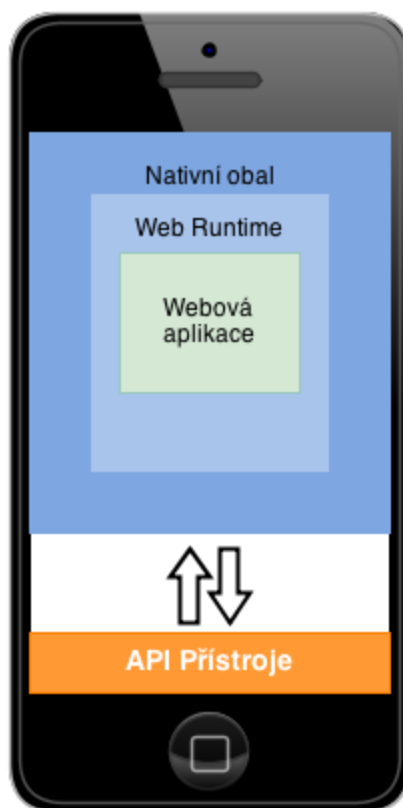 Nativní obal
Web Runtime
Webová
aplikace
API Přístroje